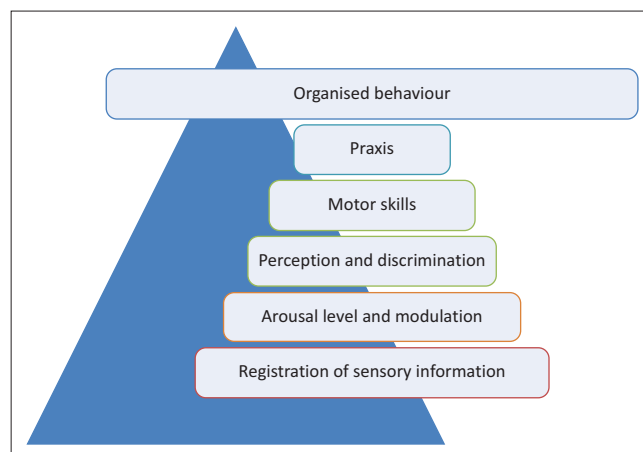 Organised behaviour
Praxis
Motor skills
Perception and discrimination
Arousal level and modulation
Registration of sensory information